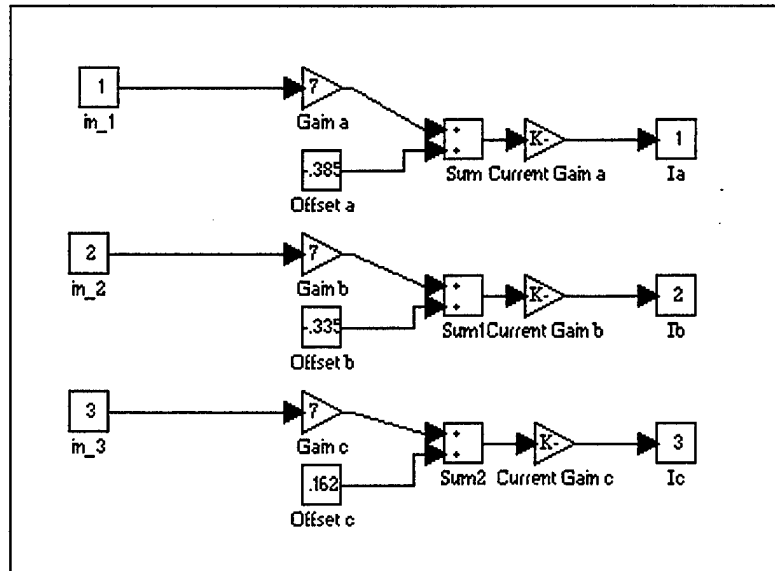 1
in_1
7
Gain a
-.385
Offset a
+
+
Sum
K-
Current Gain a
1
Ia
2
in_2
7
Gain b
-.335
Offset b
+
+
Sum1
K-
Current Gain b
2
Ib
3
in_3
7
Gain c
.162
Offset c
+
+
Sum2
K-
Current Gain c
3
Ic